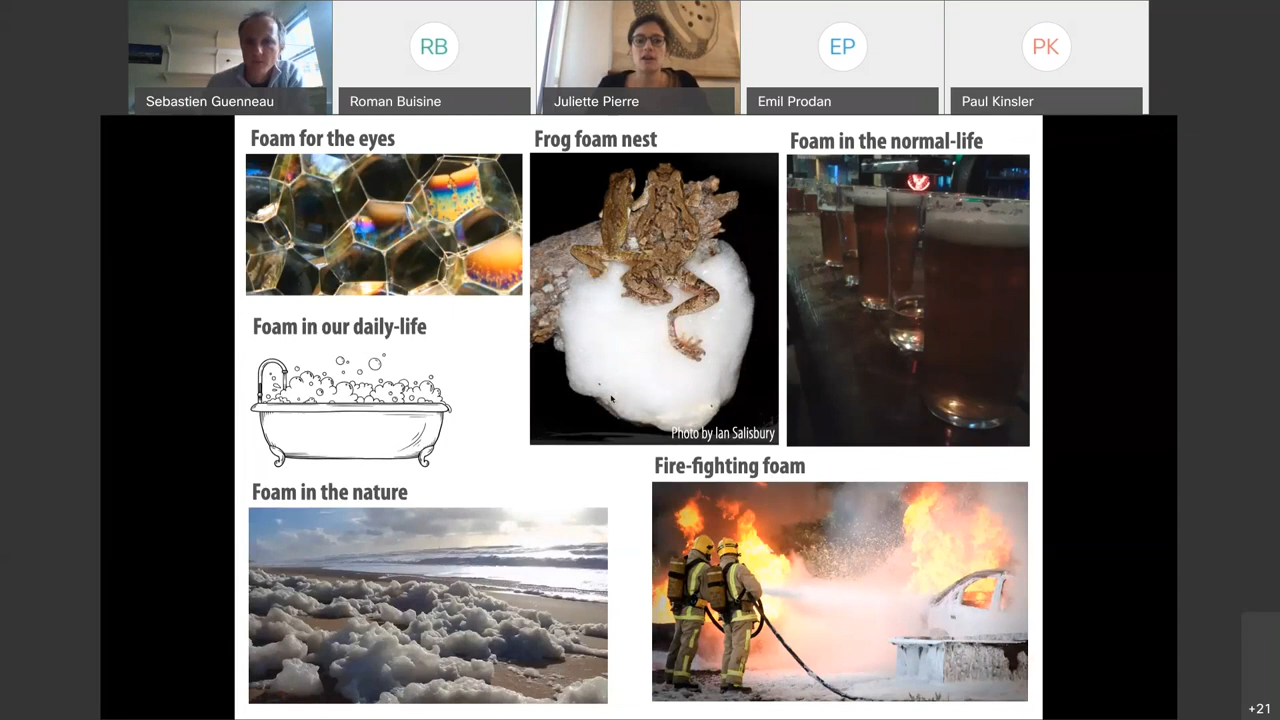 Sebastien Guenneau
RB
Roman Buisine
Juliette Pierre
EP
Emil Prodan
PK
Paul Kinsler
Foam for the eyes
Frog foam nest
Foam in the normal-life
Foam in our daily-life
Photo by Ian Salisbury
Fire-fighting foam
Foam in the nature
+21